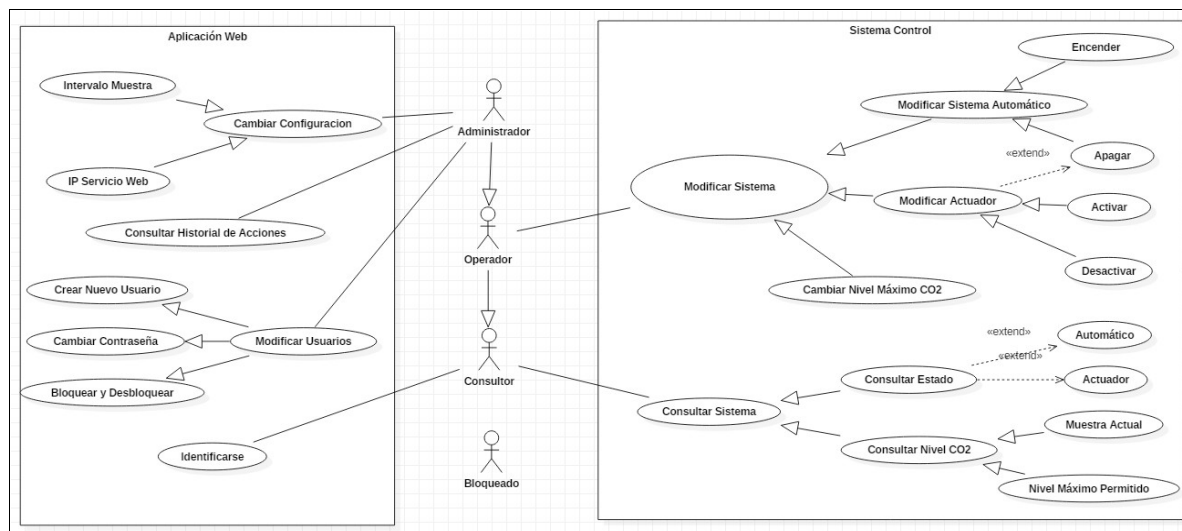 Aplicación Web
Intervalo Muestra
Cambiar Configuracion
IP Servicio Web
Consultar Historial de Acciones
Crear Nuevo Usuario
Cambiar Contraseña
Modificar Usuarios
Bloquear y Desbloquear
Identificarse
Administrador
Operador
Consultor
Bloqueado
Sistema Control
Encender
Modificar Sistema Automático
«extend»
Apagar
Modificar Sistema
Modificar Actuador
Activar
Desactivar
Cambiar Nivel Máximo CO2
«extend»
Automático
«extend»
Consultar Estado
Actuador
Consultar Sistema
Muestra Actual
Consultar Nivel CO2
Nivel Máximo Permitido